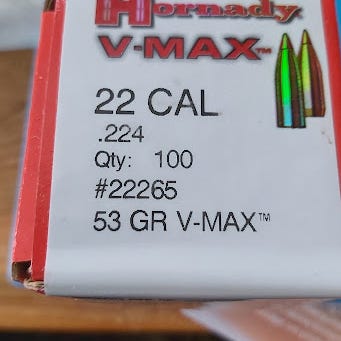 Hornady
V-MAX™
22 CAL
.224
Qty: 100
#22265
53 GR V-MAX™